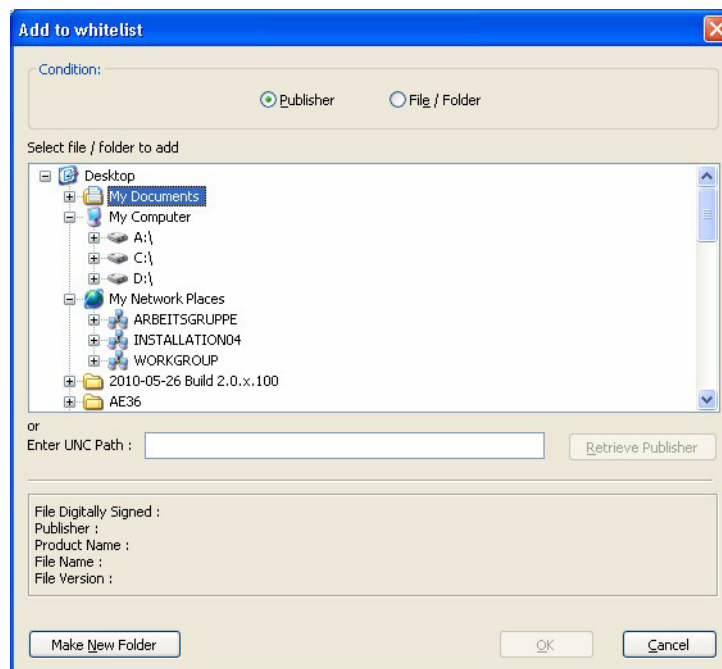 Add to whitelist
Condition:
Publisher
File / Folder
Select file / folder to add
Desktop
My Documents
My Computer
A:\
C:\
D:\
My Network Places
ARBEITSGRUPPE
INSTALLATION04
WORKGROUP
2010-05-26 Build 2.0.x.100
AE36
or
Enter UNC Path :
Retrieve Publisher
File Digitally Signed :
Publisher :
Product Name :
File Name :
File Version :
Make New Folder
OK
Cancel